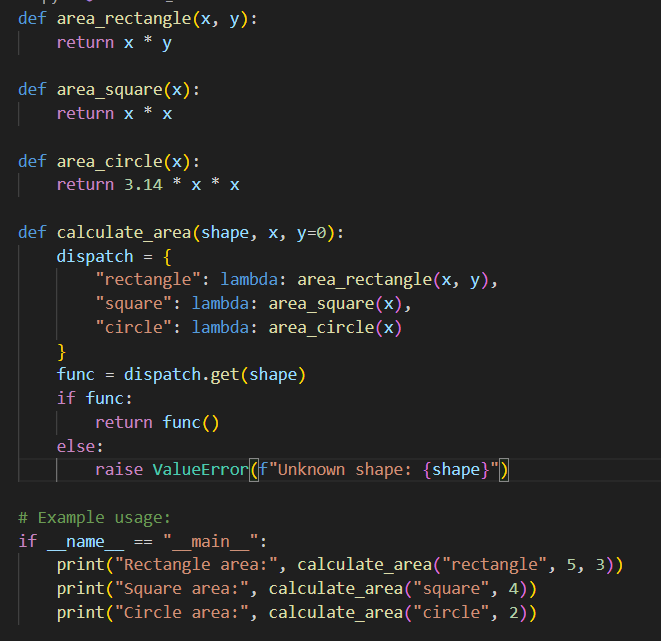 def area_rectangle(x, y):
    return x * y

def area_square(x):
    return x * x

def area_circle(x):
    return 3.14 * x * x

def calculate_area(shape, x, y=0):
    dispatch = {
        "rectangle": lambda: area_rectangle(x, y),
        "square": lambda: area_square(x),
        "circle": lambda: area_circle(x)
    }
    func = dispatch.get(shape)
    if func:
        return func()
    else:
        raise ValueError(f"Unknown shape: {shape}")

# Example usage:
if __name__ == "__main__":
    print("Rectangle area:", calculate_area("rectangle", 5, 3))
    print("Square area:", calculate_area("square", 4))
    print("Circle area:", calculate_area("circle", 2))